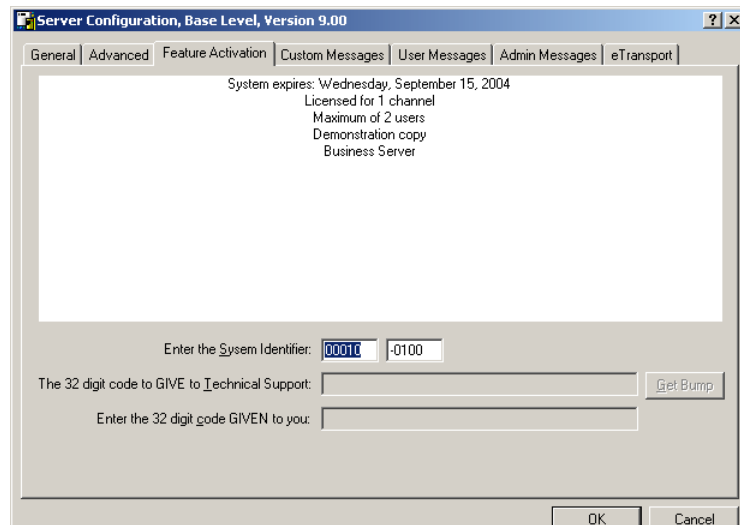 Server Configuration, Base Level, Version 9.00
General Advanced Feature Activation Custom Messages User Messages Admin Messages eTransport
System expires: Wednesday, September 15, 2004
Licensed for 1 channel
Maximum of 2 users
Demonstration copy
Business Server
Enter the Sysem Identifier: 00010 -0100
The 32 digit code to GIVE to Technical Support: Get Bump
Enter the 32 digit code GIVEN to you:
OK Cancel